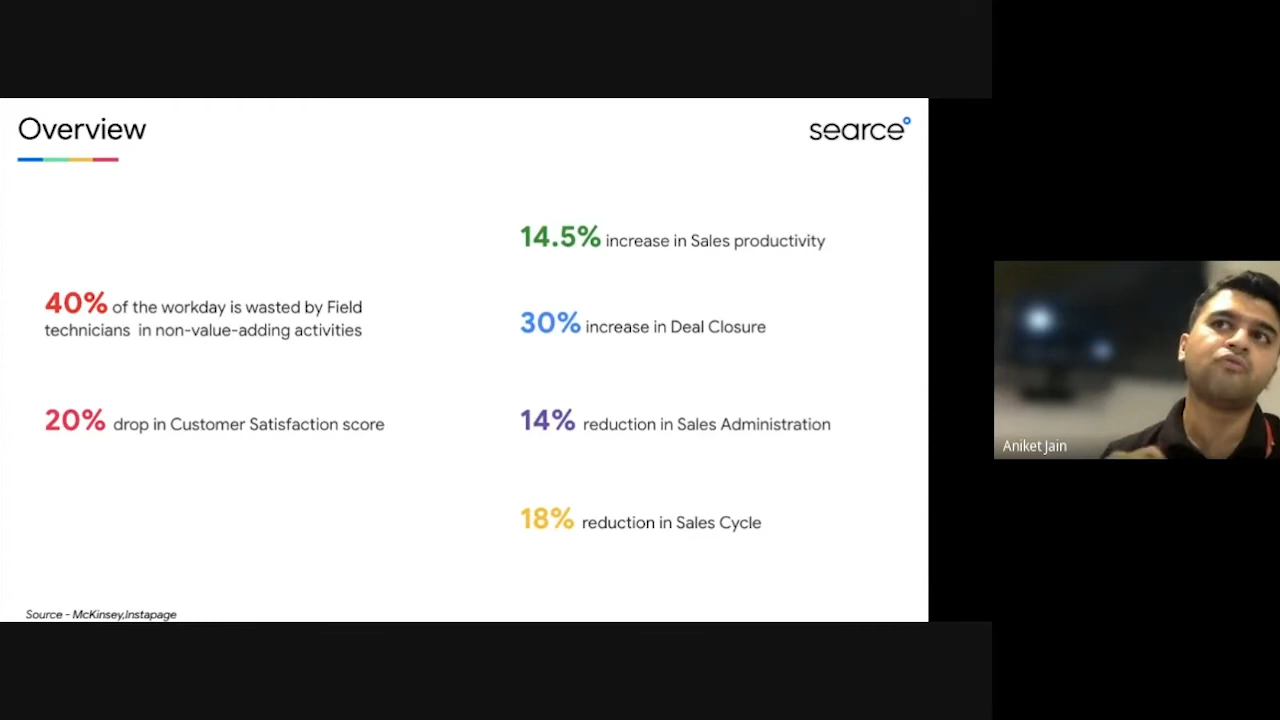 Overview
searce
40% of the workday is wasted by Field
technicians in non-value-adding activities
20% drop in Customer Satisfaction score
14.5% increase in Sales productivity
30% increase in Deal Closure
14% reduction in Sales Administration
18% reduction in Sales Cycle
Source - McKinsey,Instapage
Aniket Jain